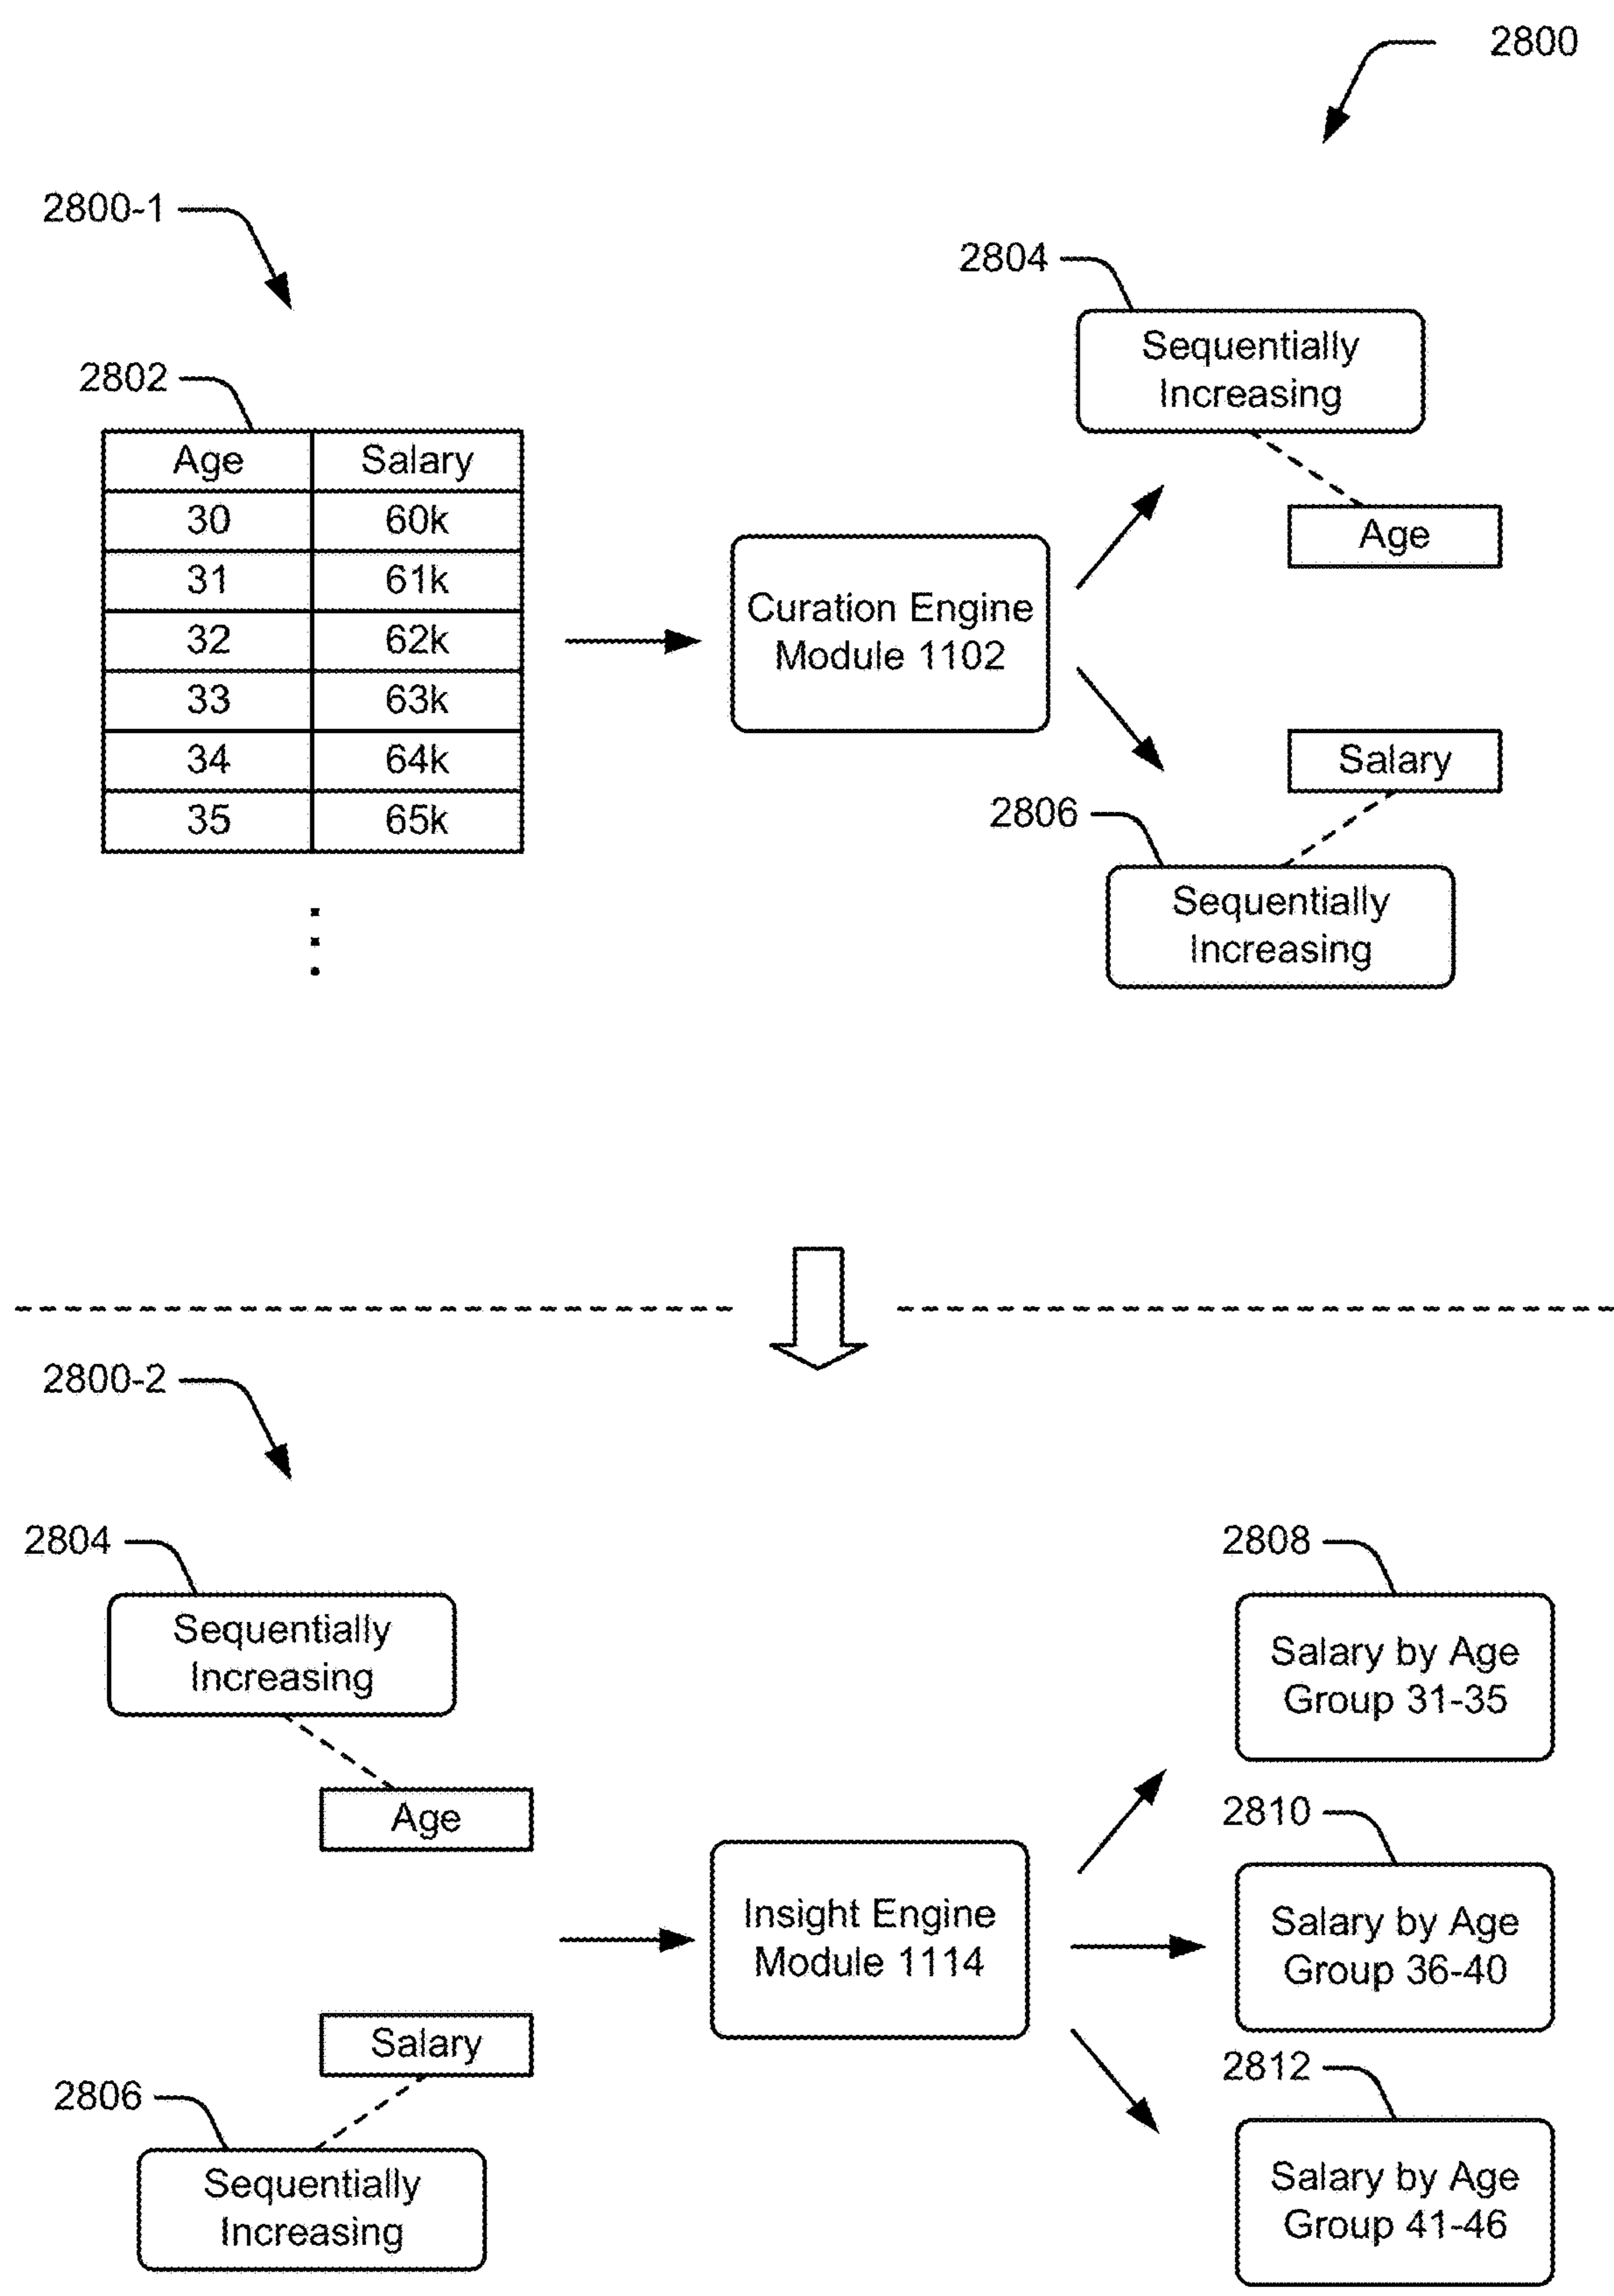 2800
2800-1
2804
Sequentially
Increasing
2802
Age Salary
30 60k
31 61k
32 62k
33 63k
34 64k
35 65k
Age
Curation Engine
Module 1102
Salary
2806
Sequentially
Increasing
2800-2
2804
Sequentially
Increasing
Age
2808
Salary by Age
Group 31-35
2810
Insight Engine
Module 1114
Salary by Age
Group 36-40
Salary
2806
Sequentially
Increasing
2812
Salary by Age
Group 41-46